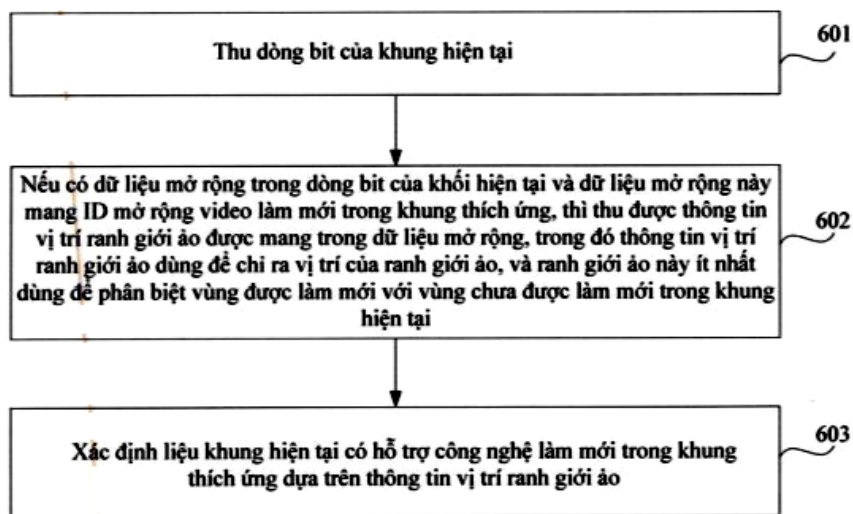 Thu dòng bit của khung hiện tại
601
Nếu có dữ liệu mở rộng trong dòng bit của khối hiện tại và dữ liệu mở rộng này
mang ID mở rộng video làm mới trong khung thích ứng, thì thu được thông tin
vị trí ranh giới ảo được mang trong dữ liệu mở rộng, trong đó thông tin vị trí
ranh giới ảo dùng để chỉ ra vị trí của ranh giới ảo, và ranh giới ảo này ít nhất
dùng để phân biệt vùng được làm mới với vùng chưa được làm mới trong khung
hiện tại
602
Xác định liệu khung hiện tại có hỗ trợ công nghệ làm mới trong khung
thích ứng dựa trên thông tin vị trí ranh giới ảo
603